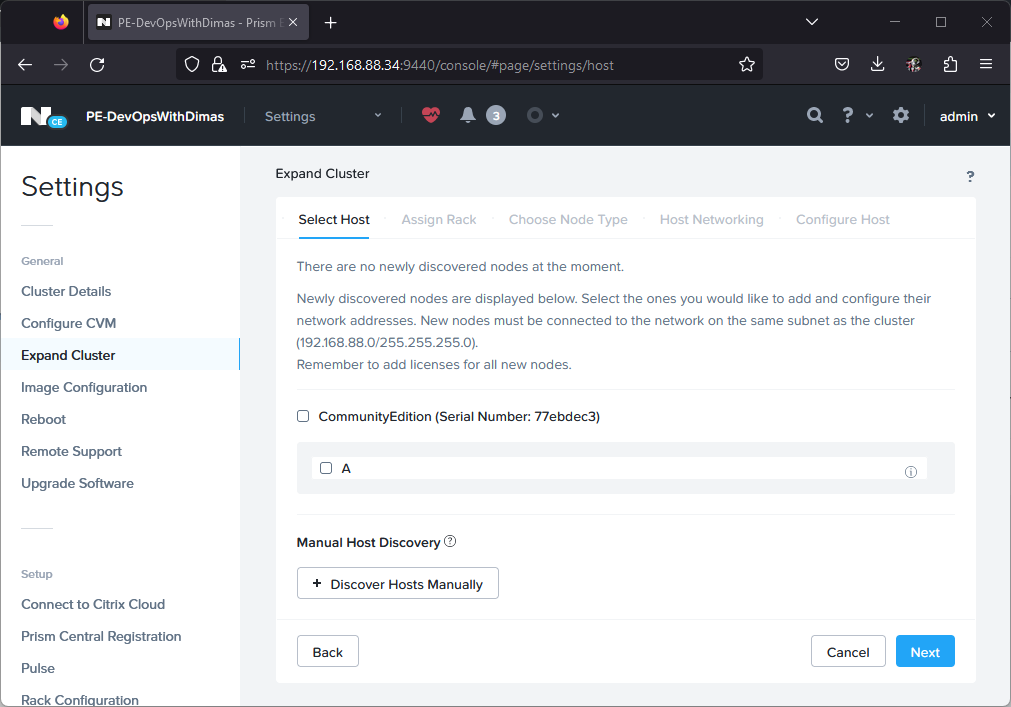 PE-DevOpsWithDimas - Prism E
https://192.168.88.34:9440/console/#page/settings/host
N CE PE-DevOpsWithDimas Settings 3 ? admin
Settings
General
Cluster Details
Configure CVM
Expand Cluster
Image Configuration
Reboot
Remote Support
Upgrade Software
Setup
Connect to Citrix Cloud
Prism Central Registration
Pulse
Rack Configuration
Expand Cluster ?
Select Host Assign Rack Choose Node Type Host Networking Configure Host
There are no newly discovered nodes at the moment.
Newly discovered nodes are displayed below. Select the ones you would like to add and configure their
network addresses. New nodes must be connected to the network on the same subnet as the cluster
(192.168.88.0/255.255.255.0).
Remember to add licenses for all new nodes.
CommunityEdition (Serial Number: 77ebdec3)
A
Manual Host Discovery ?
+ Discover Hosts Manually
Back Cancel Next